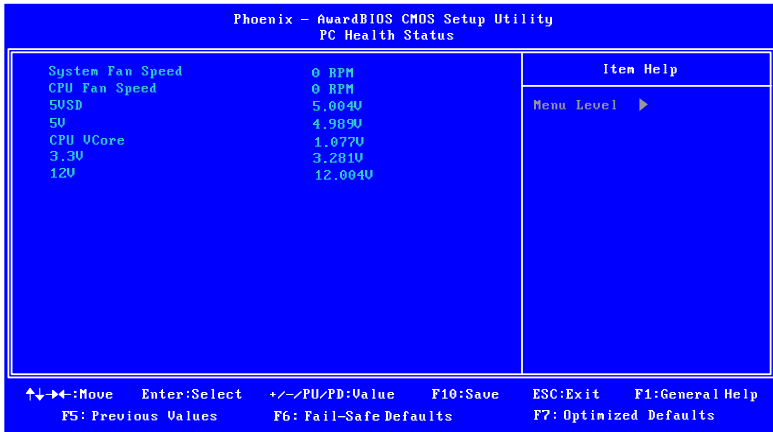 Phoenix – AwardBIOS CMOS Setup Utility
PC Health Status
System Fan Speed 0 RPM
CPU Fan Speed 0 RPM
5VSD 5.004V
5V 4.989V
CPU VCore 1.077V
3.3V 3.281V
12V 12.004V
Item Help
Menu Level ▶
↑↓→←:Move Enter:Select +/-/PU/PD:Value F10:Save ESC:Exit F1:General Help
F5: Previous Values F6: Fail-Safe Defaults F7: Optimized Defaults